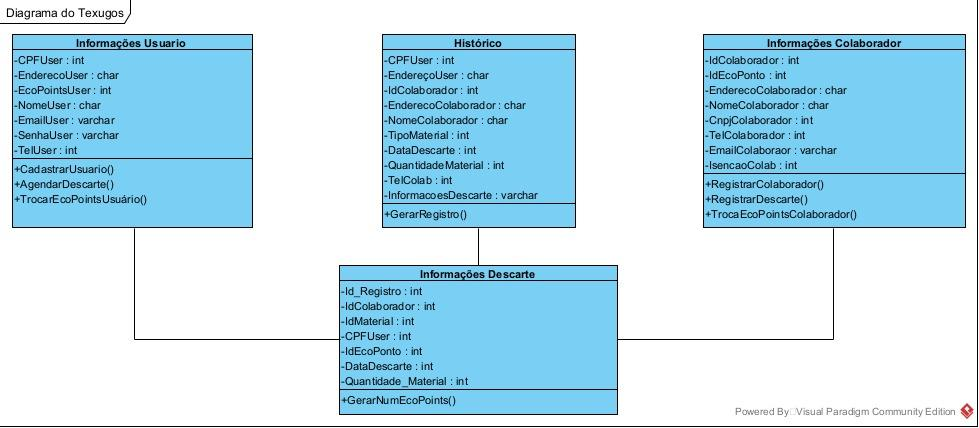 Diagrama do Texugos
Informações Usuario
-CPFUser : int
-EnderecoUser : char
-EcoPointsUser : int
-NomeUser : char
-EmailUser : varchar
-SenhaUser : varchar
-TelUser : int
+CadastrarUsuario()
+AgendarDescarte()
+TrocarEcoPointsUsuário()
Histórico
-CPFUser : int
-EndereçoUser : char
-IdColaborador : int
-EnderecoColaborador : char
-NomeColaborador : char
-TipoMaterial : int
-DataDescarte : int
-QuantidadeMaterial : int
-TelColab : int
-InformacoesDescarte : varchar
+GerarRegistro()
Informações Colaborador
-IdColaborador : int
-IdEcoPonto : int
-EnderecoColaborador : char
-NomeColaborador : char
-CnpjColaborador : int
-TelColaborador : int
-EmailColaboraor : varchar
-IsencaoColab : int
+RegistrarColaborador()
+RegistrarDescarte()
+TrocaEcoPointsColaborador()
Informações Descarte
-Id_Registro : int
-IdColaborador : int
-IdMaterial : int
-CPFUser : int
-IdEcoPonto : int
-DataDescarte : int
-Quantidade_Material : int
+GerarNumEcoPoints()
Powered By Visual Paradigm Community Edition